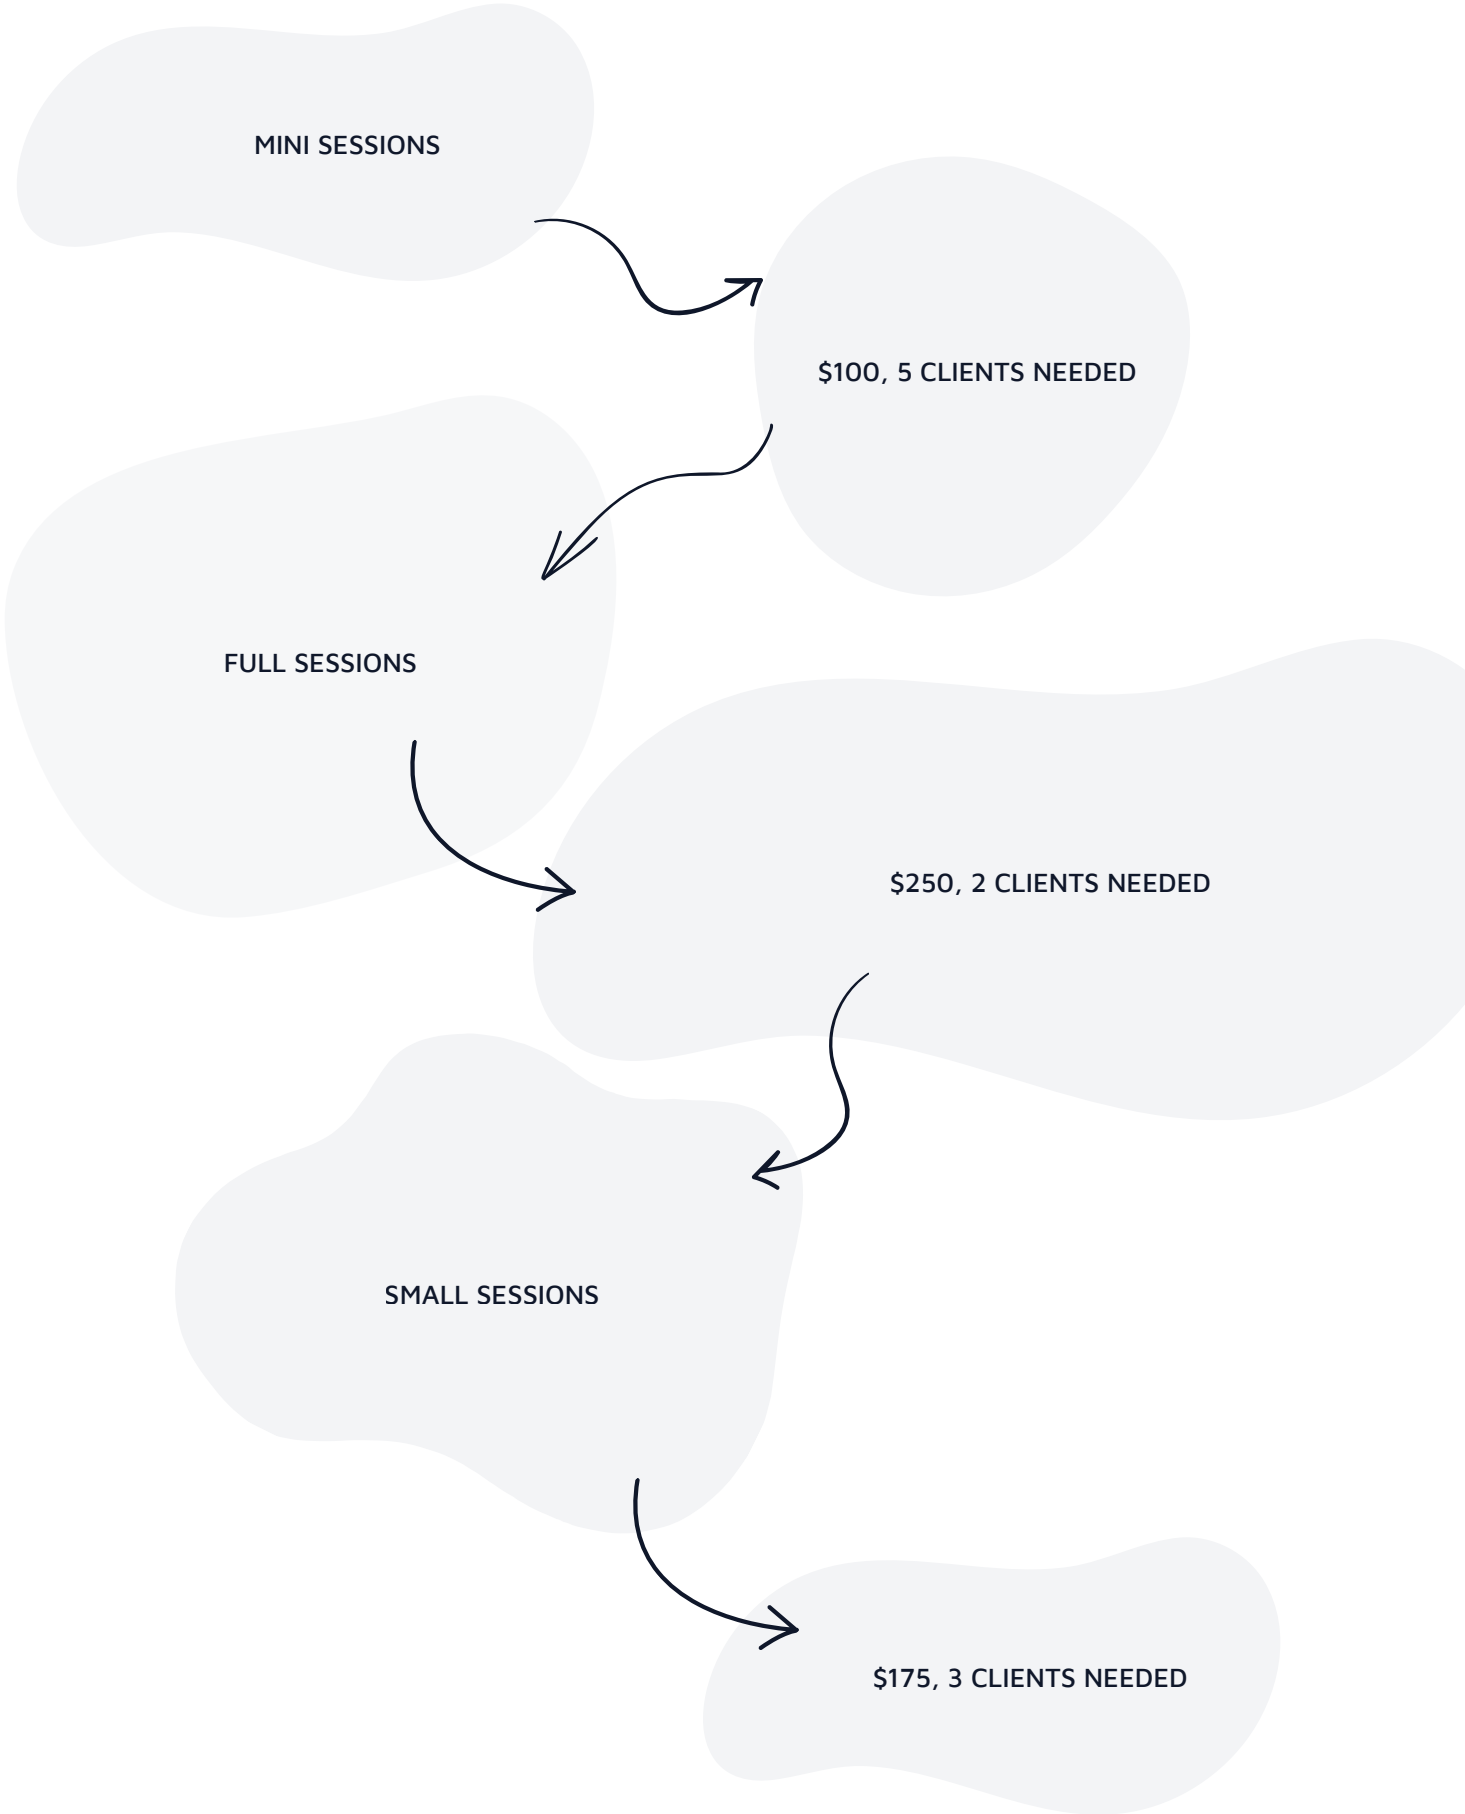 MINI SESSIONS
$100, 5 CLIENTS NEEDED
FULL SESSIONS
$250, 2 CLIENTS NEEDED
SMALL SESSIONS
$175, 3 CLIENTS NEEDED